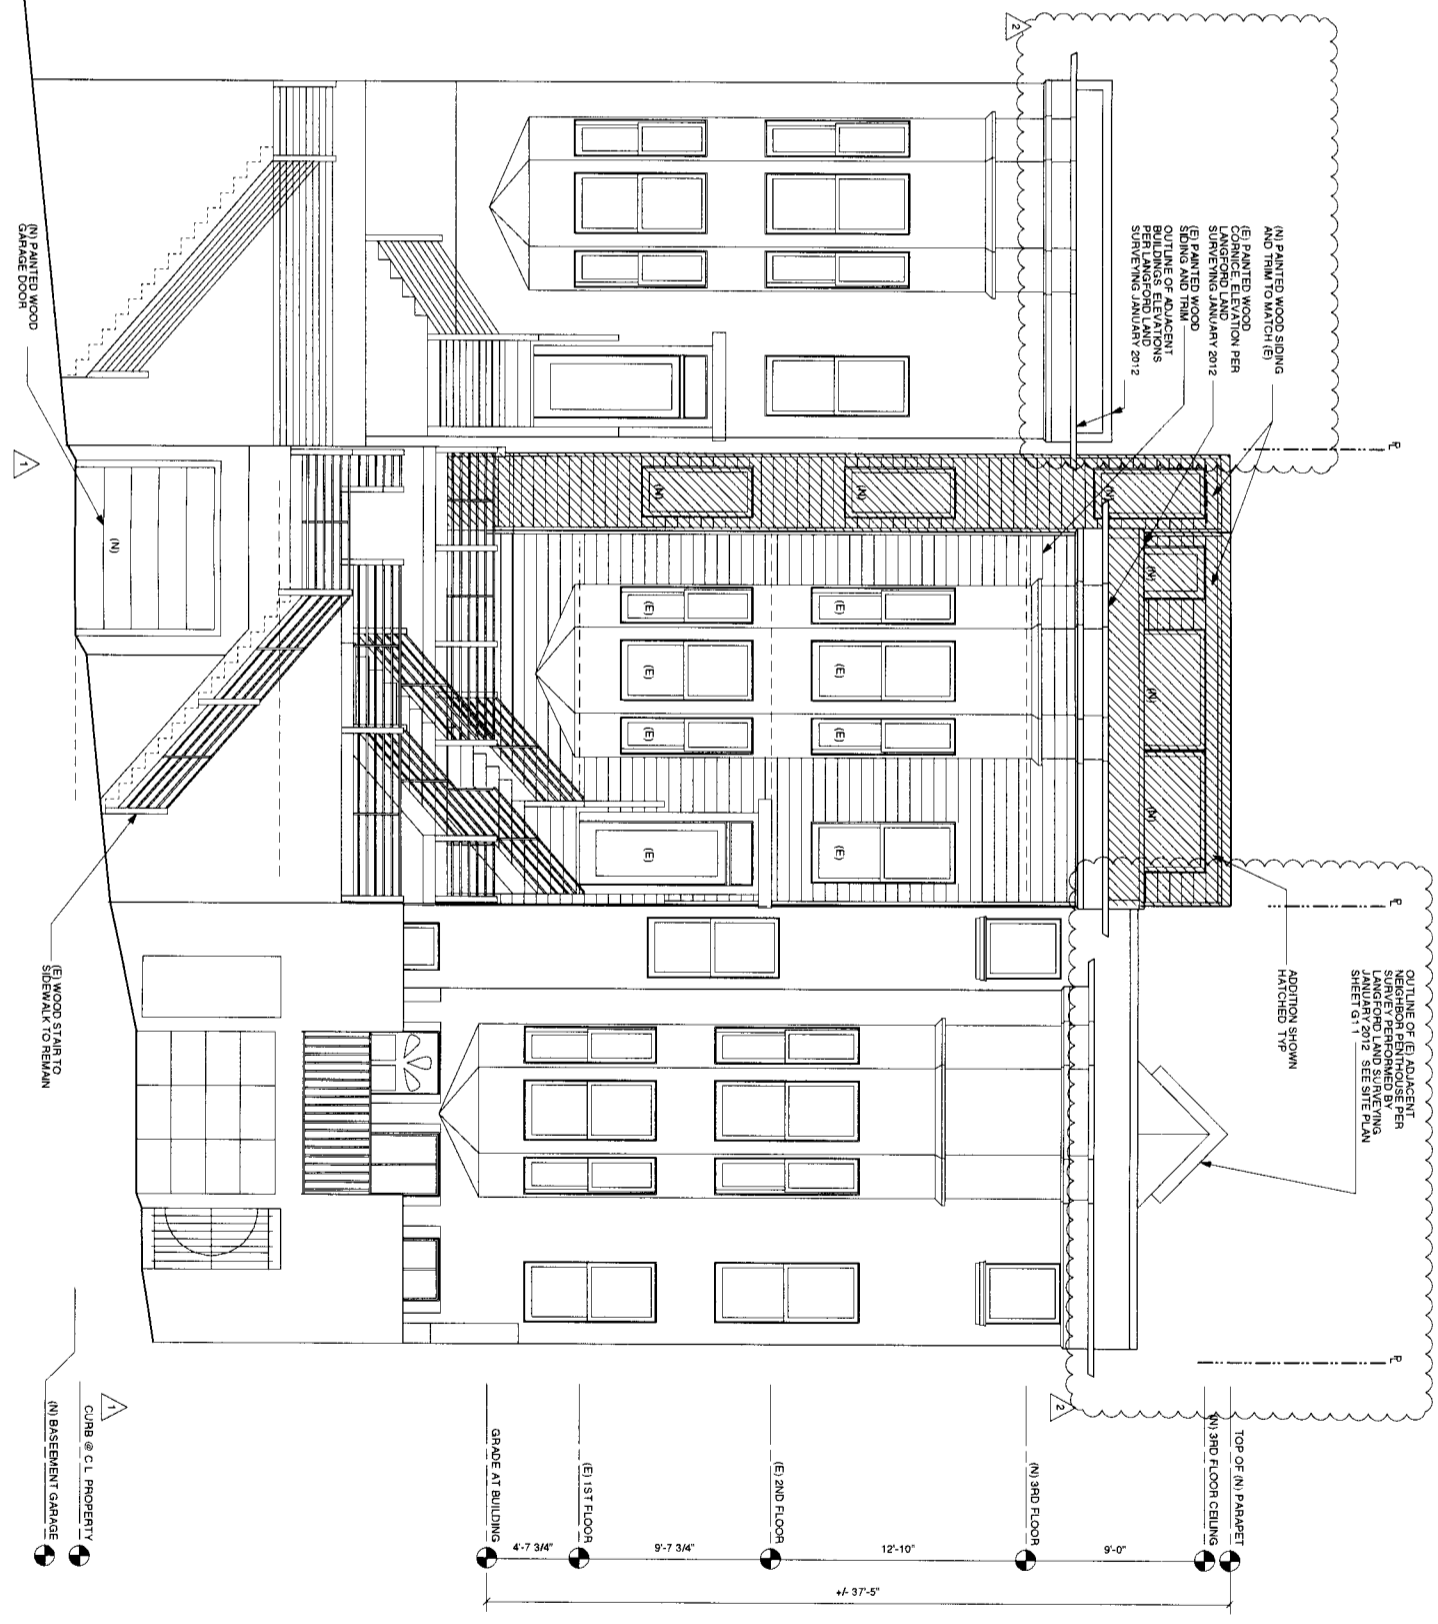 (N) PAINTED WOOD SIDING
AND TRIM TO MATCH (E)
(E) PAINTED WOOD
CORNICE, ELEVATION PER
LANGFORD LAND
SURVEYING JANUARY 2012
(E) PAINTED WOOD
SIDING AND TRIM
OUTLINE OF ADJACENT
BUILDINGS ELEVATIONS
PER LANGFORD LAND
SURVEYING JANUARY 2012
2
PL
PL
PL
OUTLINE OF (E) ADJACENT
NEIGHBOR PENTHOUSE PER
SURVEY PERFORMED BY
LANGFORD LAND SURVEYING
JANUARY 2012 SEE SITE PLAN
SHEET G1 1
ADDITION SHOWN
HATCHED TYP
2
TOP OF (N) PARAPET
(N) 3RD FLOOR CEILING
9'-0"
(N) 3RD FLOOR
12'-10"
(E) 2ND FLOOR
9'-7 3/4"
(E) 1ST FLOOR
4'-7 3/4"
GRADE AT BUILDING
+/- 37'-5"
CURB @ C L PROPERTY
(N) BASEEMENT GARAGE
1
(N)
(N)
(N)
(N)
(N)
(N)
(E)
(E)
(E)
(E)
(E)
(E)
(E)
(E)
(N)
(N) PAINTED WOOD
GARAGE DOOR
1
(E) WOOD STAIR TO
SIDEWALK TO REMAIN